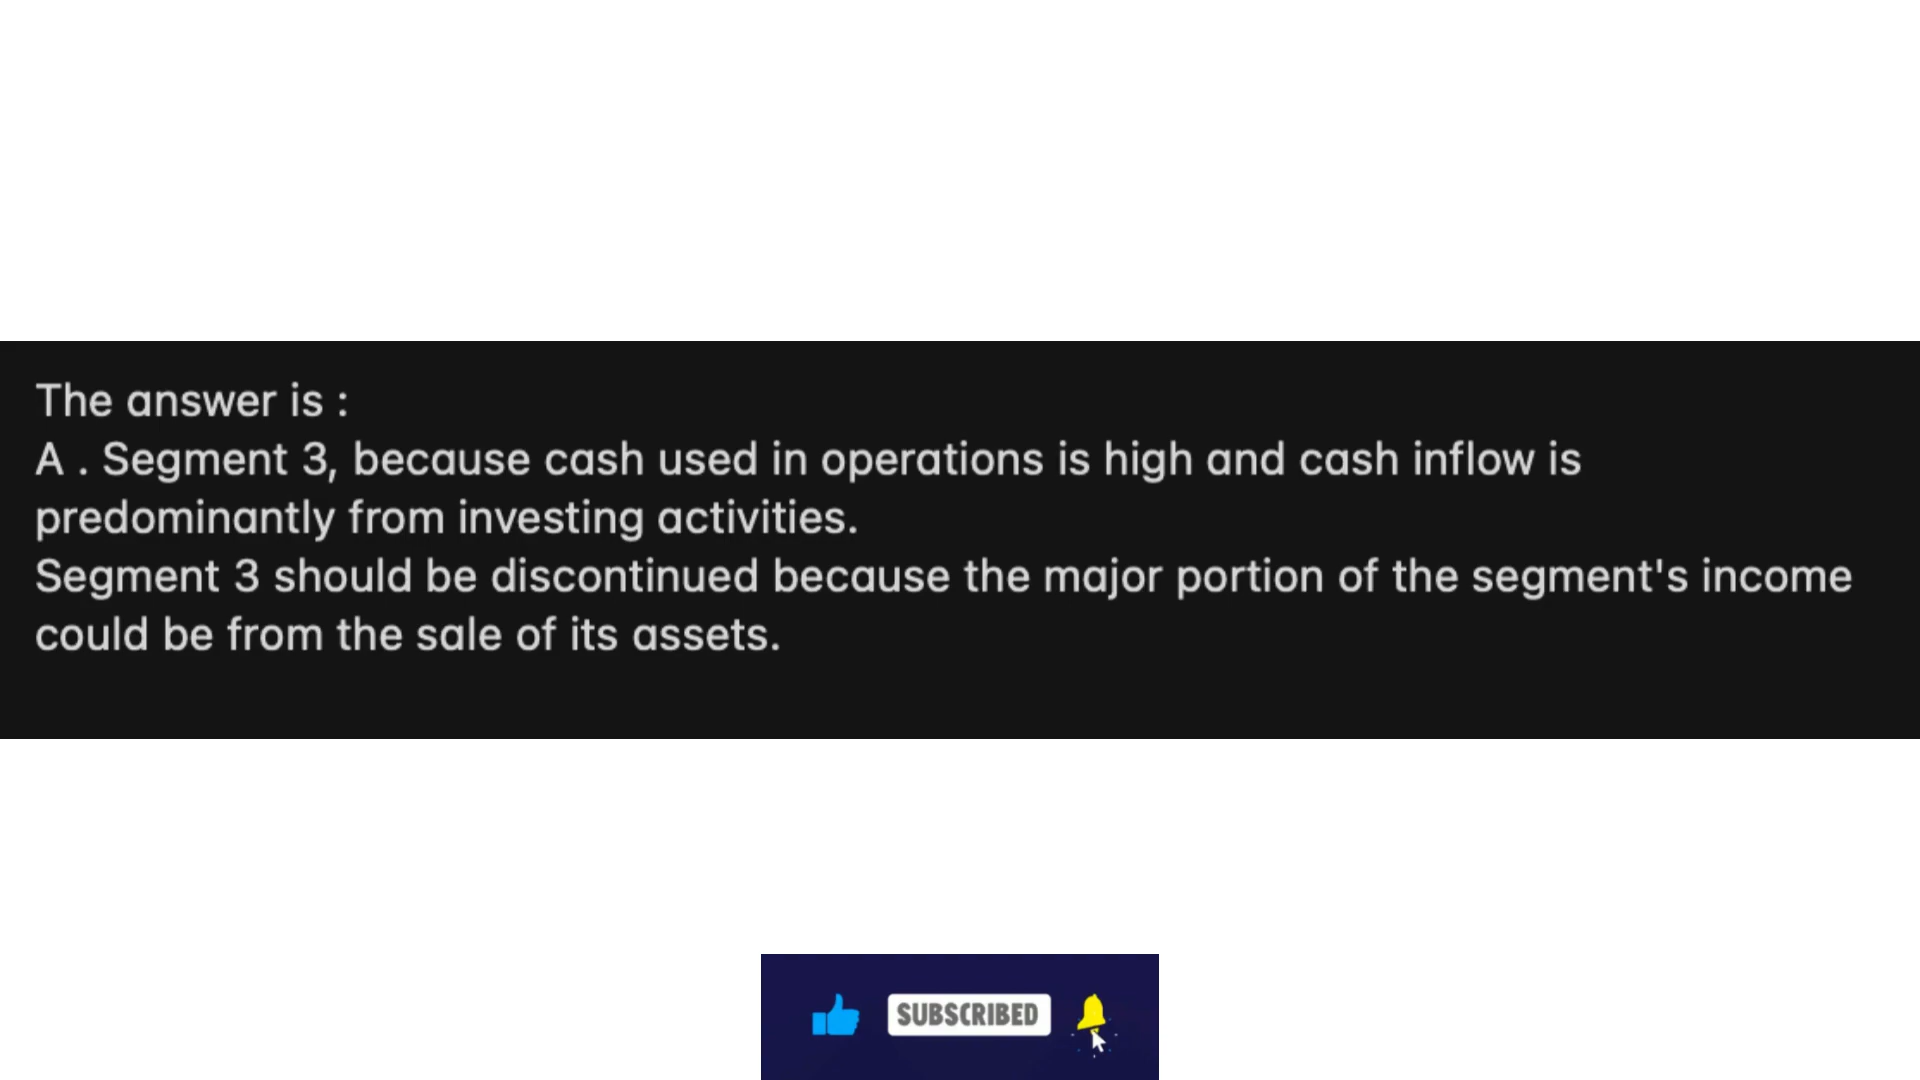 The answer is :
A . Segment 3, because cash used in operations is high and cash inflow is
predominantly from investing activities.
Segment 3 should be discontinued because the major portion of the segment's income
could be from the sale of its assets.
SUBSCRIBED